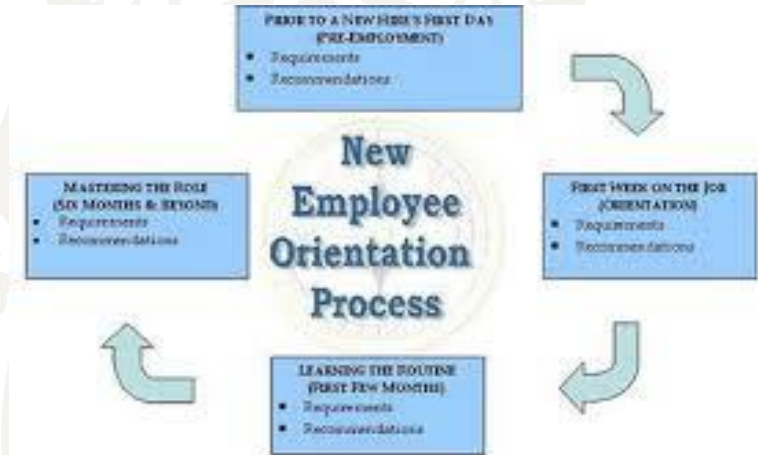 PRIOR TO A NEW HIRE'S FIRST DAY
(PRE-EMPLOYMENT)
• Requirements
• Recommendations
New
Employee
Orientation
Process
FIRST WEEK ON THE JOB
(ORIENTATION)
• Requirements
• Recommendations
LEARNING THE ROUTINE
(FIRST FEW MONTHS)
• Requirements
• Recommendations
MASTERING THE ROLE
(SIX MONTHS & BEYOND)
• Requirements
• Recommendations